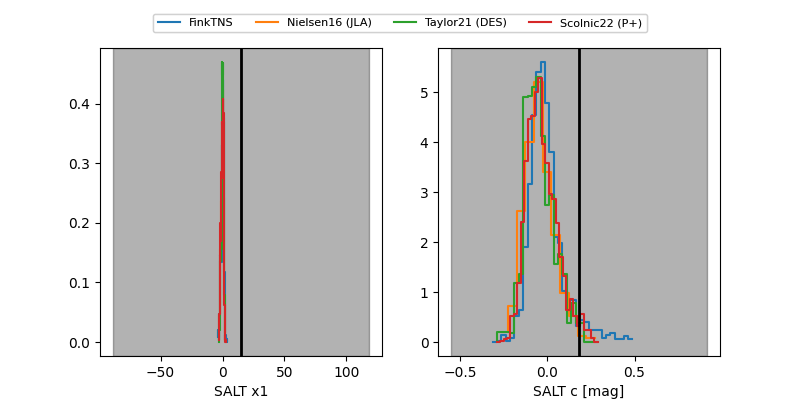 FinkTNS Nielsen16 (JLA) Taylor21 (DES) Scolnic22 (P+)
0.4
0.3
0.2
0.1
0.0
−50 0 50 100
SALT x1
5
4
3
2
1
0
−0.5 0.0 0.5
SALT c [mag]